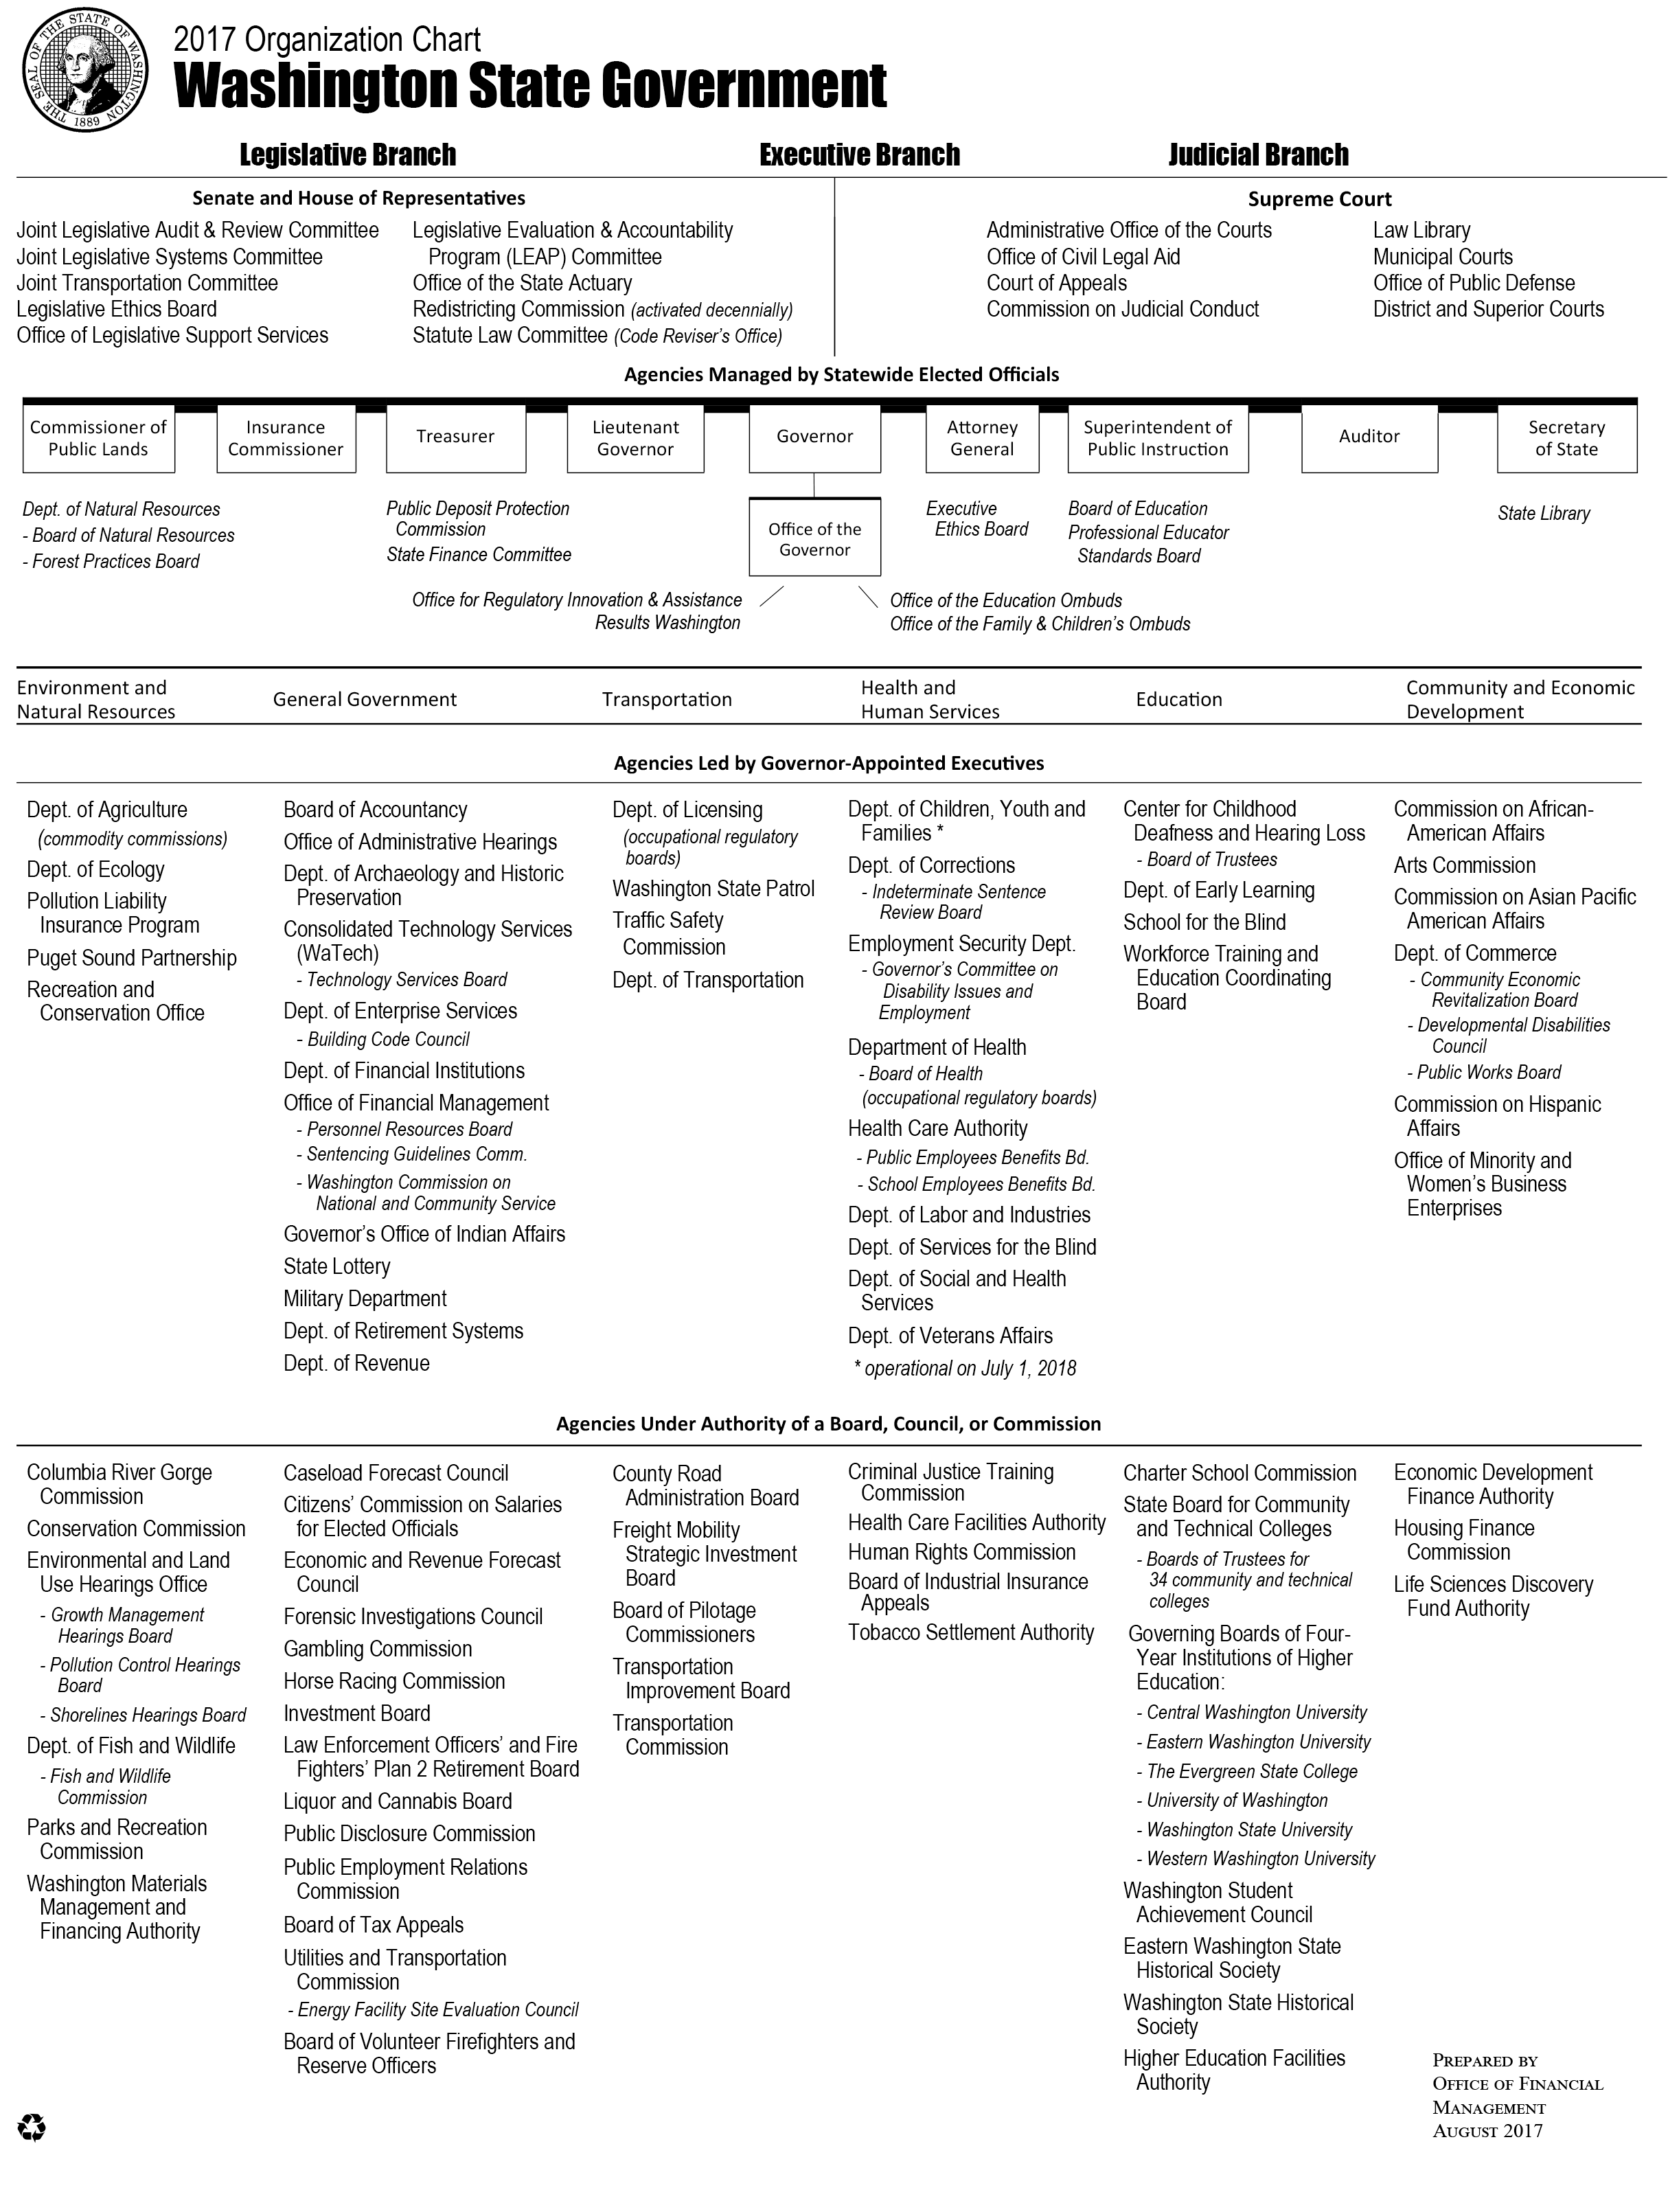 THE SEAL OF THE STATE OF WASHINGTON
1889
2017 Organization Chart
Washington State Government
Legislative Branch
Executive Branch
Judicial Branch
Senate and House of Representatives
Joint Legislative Audit & Review Committee
Joint Legislative Systems Committee
Joint Transportation Committee
Legislative Ethics Board
Office of Legislative Support Services
Legislative Evaluation & Accountability
Program (LEAP) Committee
Office of the State Actuary
Redistricting Commission (activated decennially)
Statute Law Committee (Code Reviser's Office)
Supreme Court
Administrative Office of the Courts
Office of Civil Legal Aid
Court of Appeals
Commission on Judicial Conduct
Law Library
Municipal Courts
Office of Public Defense
District and Superior Courts
Agencies Managed by Statewide Elected Officials
Commissioner of
Public Lands
Insurance
Commissioner
Treasurer
Lieutenant
Governor
Governor
Attorney
General
Superintendent of
Public Instruction
Auditor
Secretary
of State
Dept. of Natural Resources
- Board of Natural Resources
- Forest Practices Board
Public Deposit Protection
Commission
State Finance Committee
Office of the
Governor
Executive
Ethics Board
Board of Education
Professional Educator
Standards Board
State Library
Office for Regulatory Innovation & Assistance
Results Washington
Office of the Education Ombuds
Office of the Family & Children's Ombuds
Environment and
Natural Resources
General Government
Transportation
Health and
Human Services
Education
Community and Economic
Development
Agencies Led by Governor-Appointed Executives
Dept. of Agriculture
(commodity commissions)
Dept. of Ecology
Pollution Liability
Insurance Program
Puget Sound Partnership
Recreation and
Conservation Office
Board of Accountancy
Office of Administrative Hearings
Dept. of Archaeology and Historic
Preservation
Consolidated Technology Services
(WaTech)
- Technology Services Board
Dept. of Enterprise Services
- Building Code Council
Dept. of Financial Institutions
Office of Financial Management
- Personnel Resources Board
- Sentencing Guidelines Comm.
- Washington Commission on
National and Community Service
Governor's Office of Indian Affairs
State Lottery
Military Department
Dept. of Retirement Systems
Dept. of Revenue
Dept. of Licensing
(occupational regulatory
boards)
Washington State Patrol
Traffic Safety
Commission
Dept. of Transportation
Dept. of Children, Youth and
Families *
Dept. of Corrections
- Indeterminate Sentence
Review Board
Employment Security Dept.
- Governor's Committee on
Disability Issues and
Employment
Department of Health
- Board of Health
(occupational regulatory boards)
Health Care Authority
- Public Employees Benefits Bd.
- School Employees Benefits Bd.
Dept. of Labor and Industries
Dept. of Services for the Blind
Dept. of Social and Health
Services
Dept. of Veterans Affairs
* operational on July 1, 2018
Center for Childhood
Deafness and Hearing Loss
- Board of Trustees
Dept. of Early Learning
School for the Blind
Workforce Training and
Education Coordinating
Board
Commission on African-
American Affairs
Arts Commission
Commission on Asian Pacific
American Affairs
Dept. of Commerce
- Community Economic
Revitalization Board
- Developmental Disabilities
Council
- Public Works Board
Commission on Hispanic
Affairs
Office of Minority and
Women's Business
Enterprises
Agencies Under Authority of a Board, Council, or Commission
Columbia River Gorge
Commission
Conservation Commission
Environmental and Land
Use Hearings Office
- Growth Management
Hearings Board
- Pollution Control Hearings
Board
- Shorelines Hearings Board
Dept. of Fish and Wildlife
- Fish and Wildlife
Commission
Parks and Recreation
Commission
Washington Materials
Management and
Financing Authority
Caseload Forecast Council
Citizens' Commission on Salaries
for Elected Officials
Economic and Revenue Forecast
Council
Forensic Investigations Council
Gambling Commission
Horse Racing Commission
Investment Board
Law Enforcement Officers' and Fire
Fighters' Plan 2 Retirement Board
Liquor and Cannabis Board
Public Disclosure Commission
Public Employment Relations
Commission
Board of Tax Appeals
Utilities and Transportation
Commission
- Energy Facility Site Evaluation Council
Board of Volunteer Firefighters and
Reserve Officers
County Road
Administration Board
Freight Mobility
Strategic Investment
Board
Board of Pilotage
Commissioners
Transportation
Improvement Board
Transportation
Commission
Criminal Justice Training
Commission
Health Care Facilities Authority
Human Rights Commission
Board of Industrial Insurance
Appeals
Tobacco Settlement Authority
Charter School Commission
State Board for Community
and Technical Colleges
- Boards of Trustees for
34 community and technical
colleges
Governing Boards of Four-
Year Institutions of Higher
Education:
- Central Washington University
- Eastern Washington University
- The Evergreen State College
- University of Washington
- Washington State University
- Western Washington University
Washington Student
Achievement Council
Eastern Washington State
Historical Society
Washington State Historical
Society
Higher Education Facilities
Authority
Economic Development
Finance Authority
Housing Finance
Commission
Life Sciences Discovery
Fund Authority
PREPARED BY
OFFICE OF FINANCIAL
MANAGEMENT
AUGUST 2017